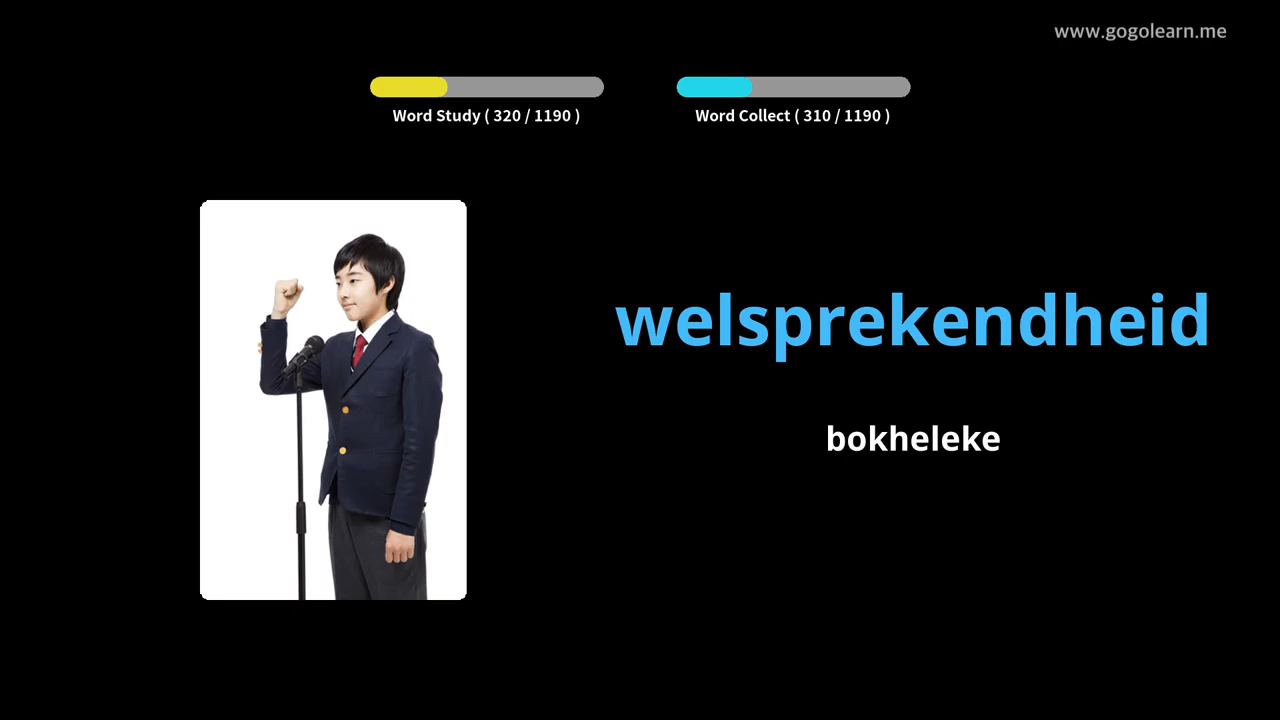 www.gogolearn.me
Word Study ( 320 / 1190 )
Word Collect ( 310 / 1190 )
welsprekendheid
bokheleke